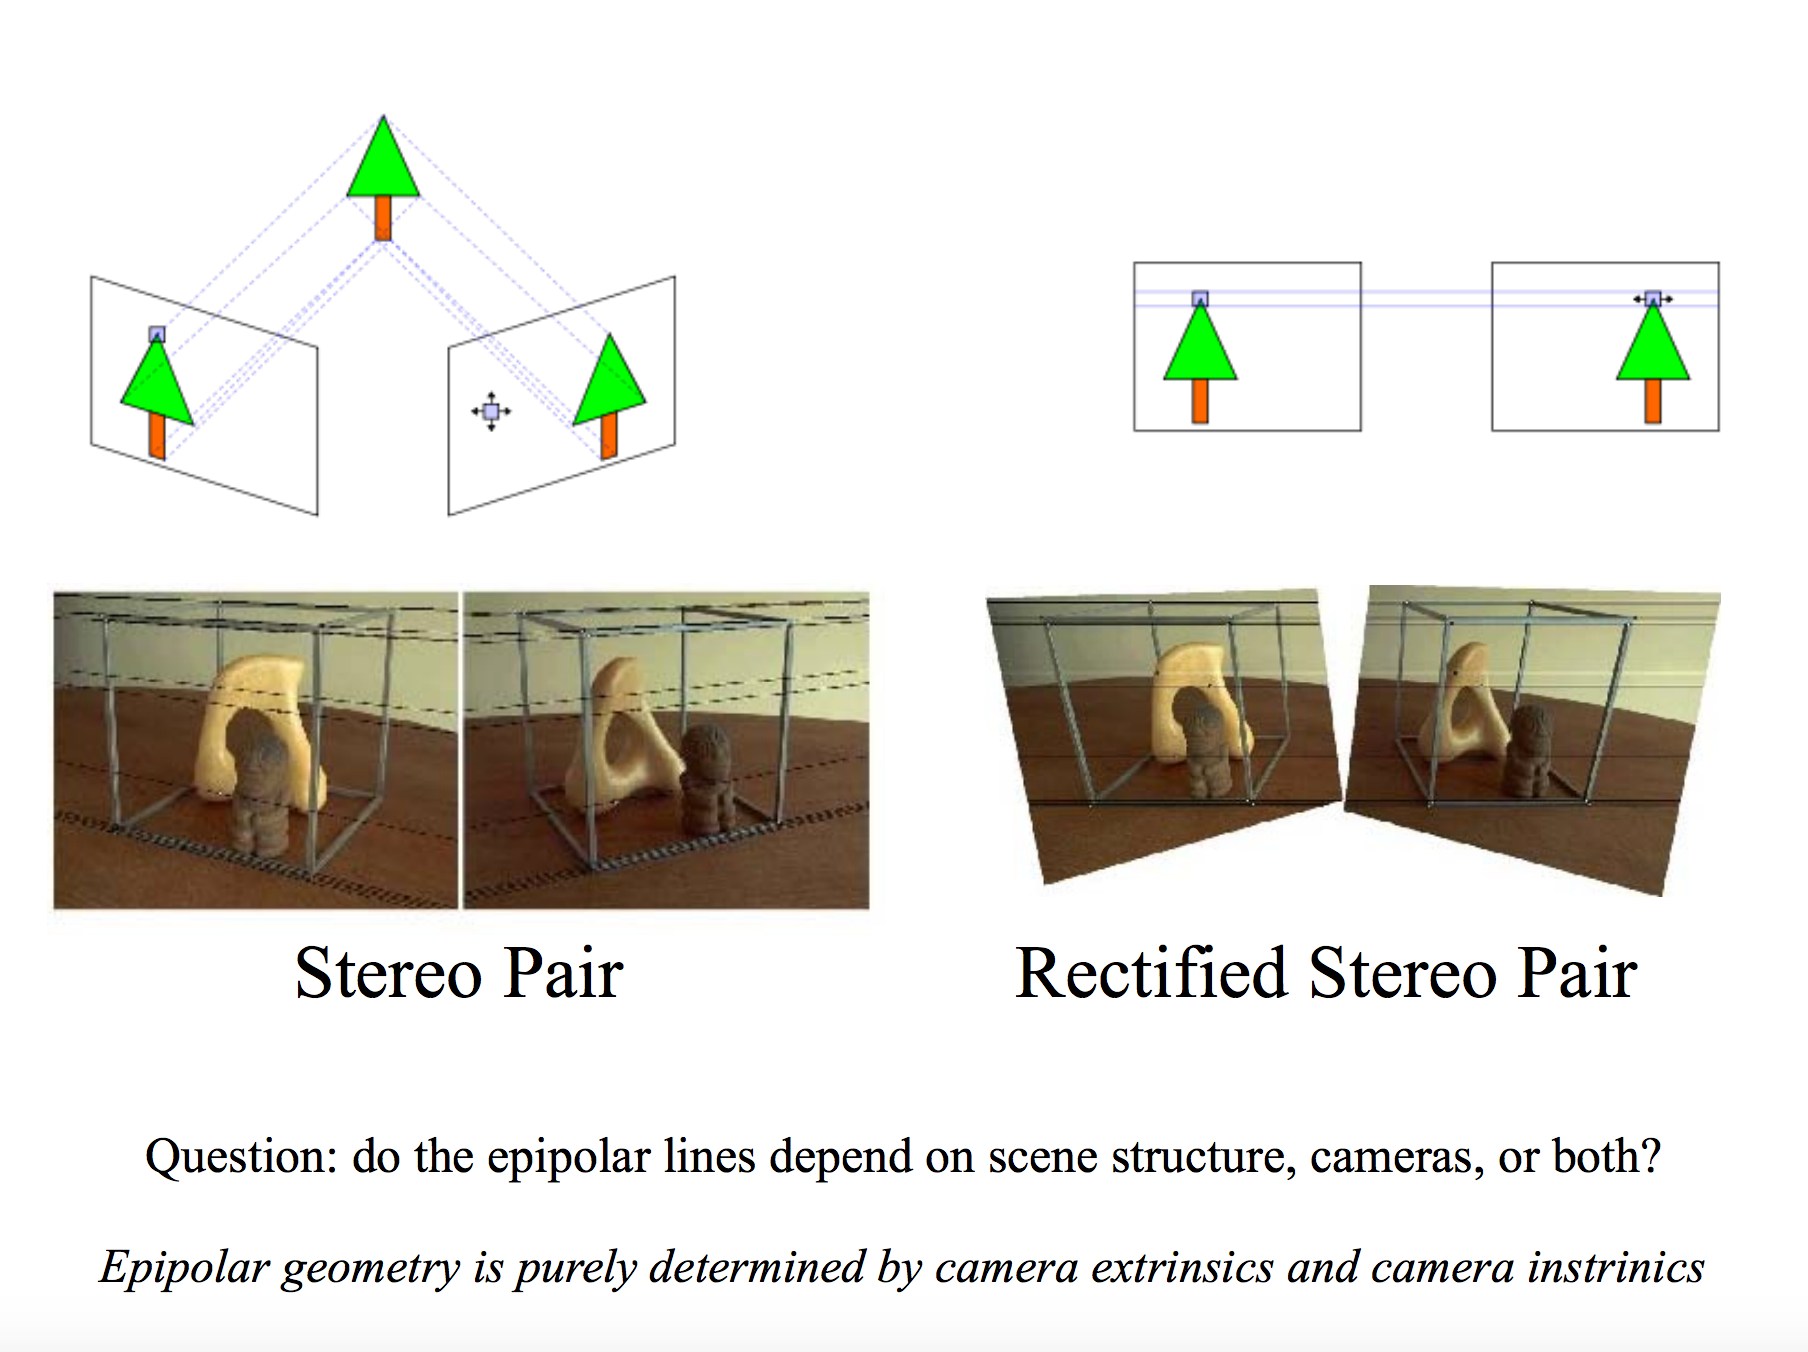 Stereo Pair
Rectified Stereo Pair
Question: do the epipolar lines depend on scene structure, cameras, or both?
Epipolar geometry is purely determined by camera extrinsics and camera instrinics